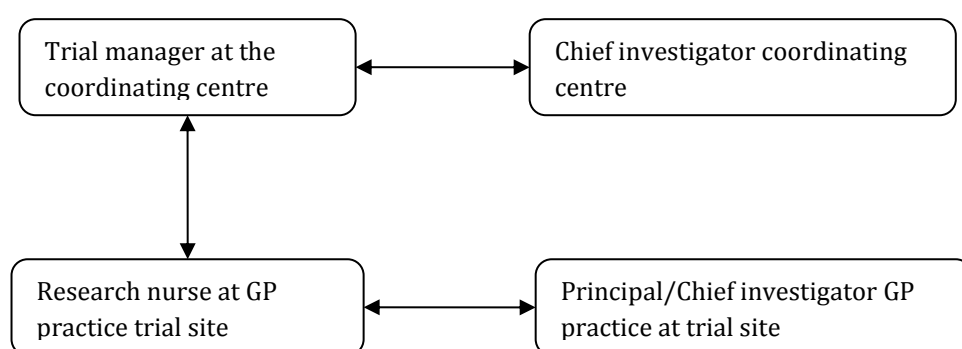 Trial manager at the
coordinating centre
Chief investigator coordinating
centre
Research nurse at GP
practice trial site
Principal/Chief investigator GP
practice at trial site